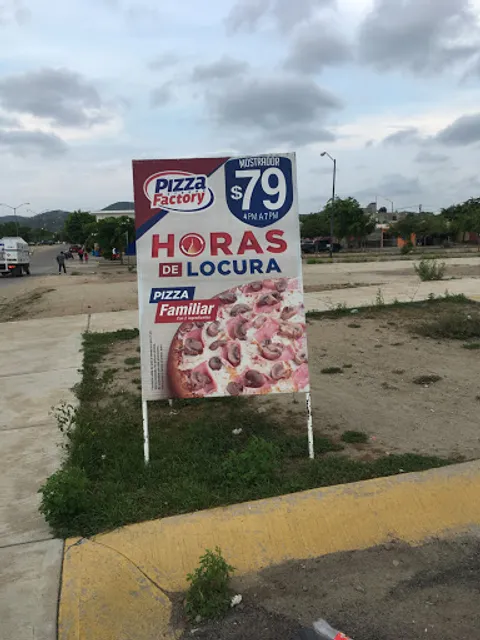 Pizza
Factory
MOSTRADOR
$79
4 PM A 7 PM
HORAS
DE LOCURA
PIZZA
Familiar